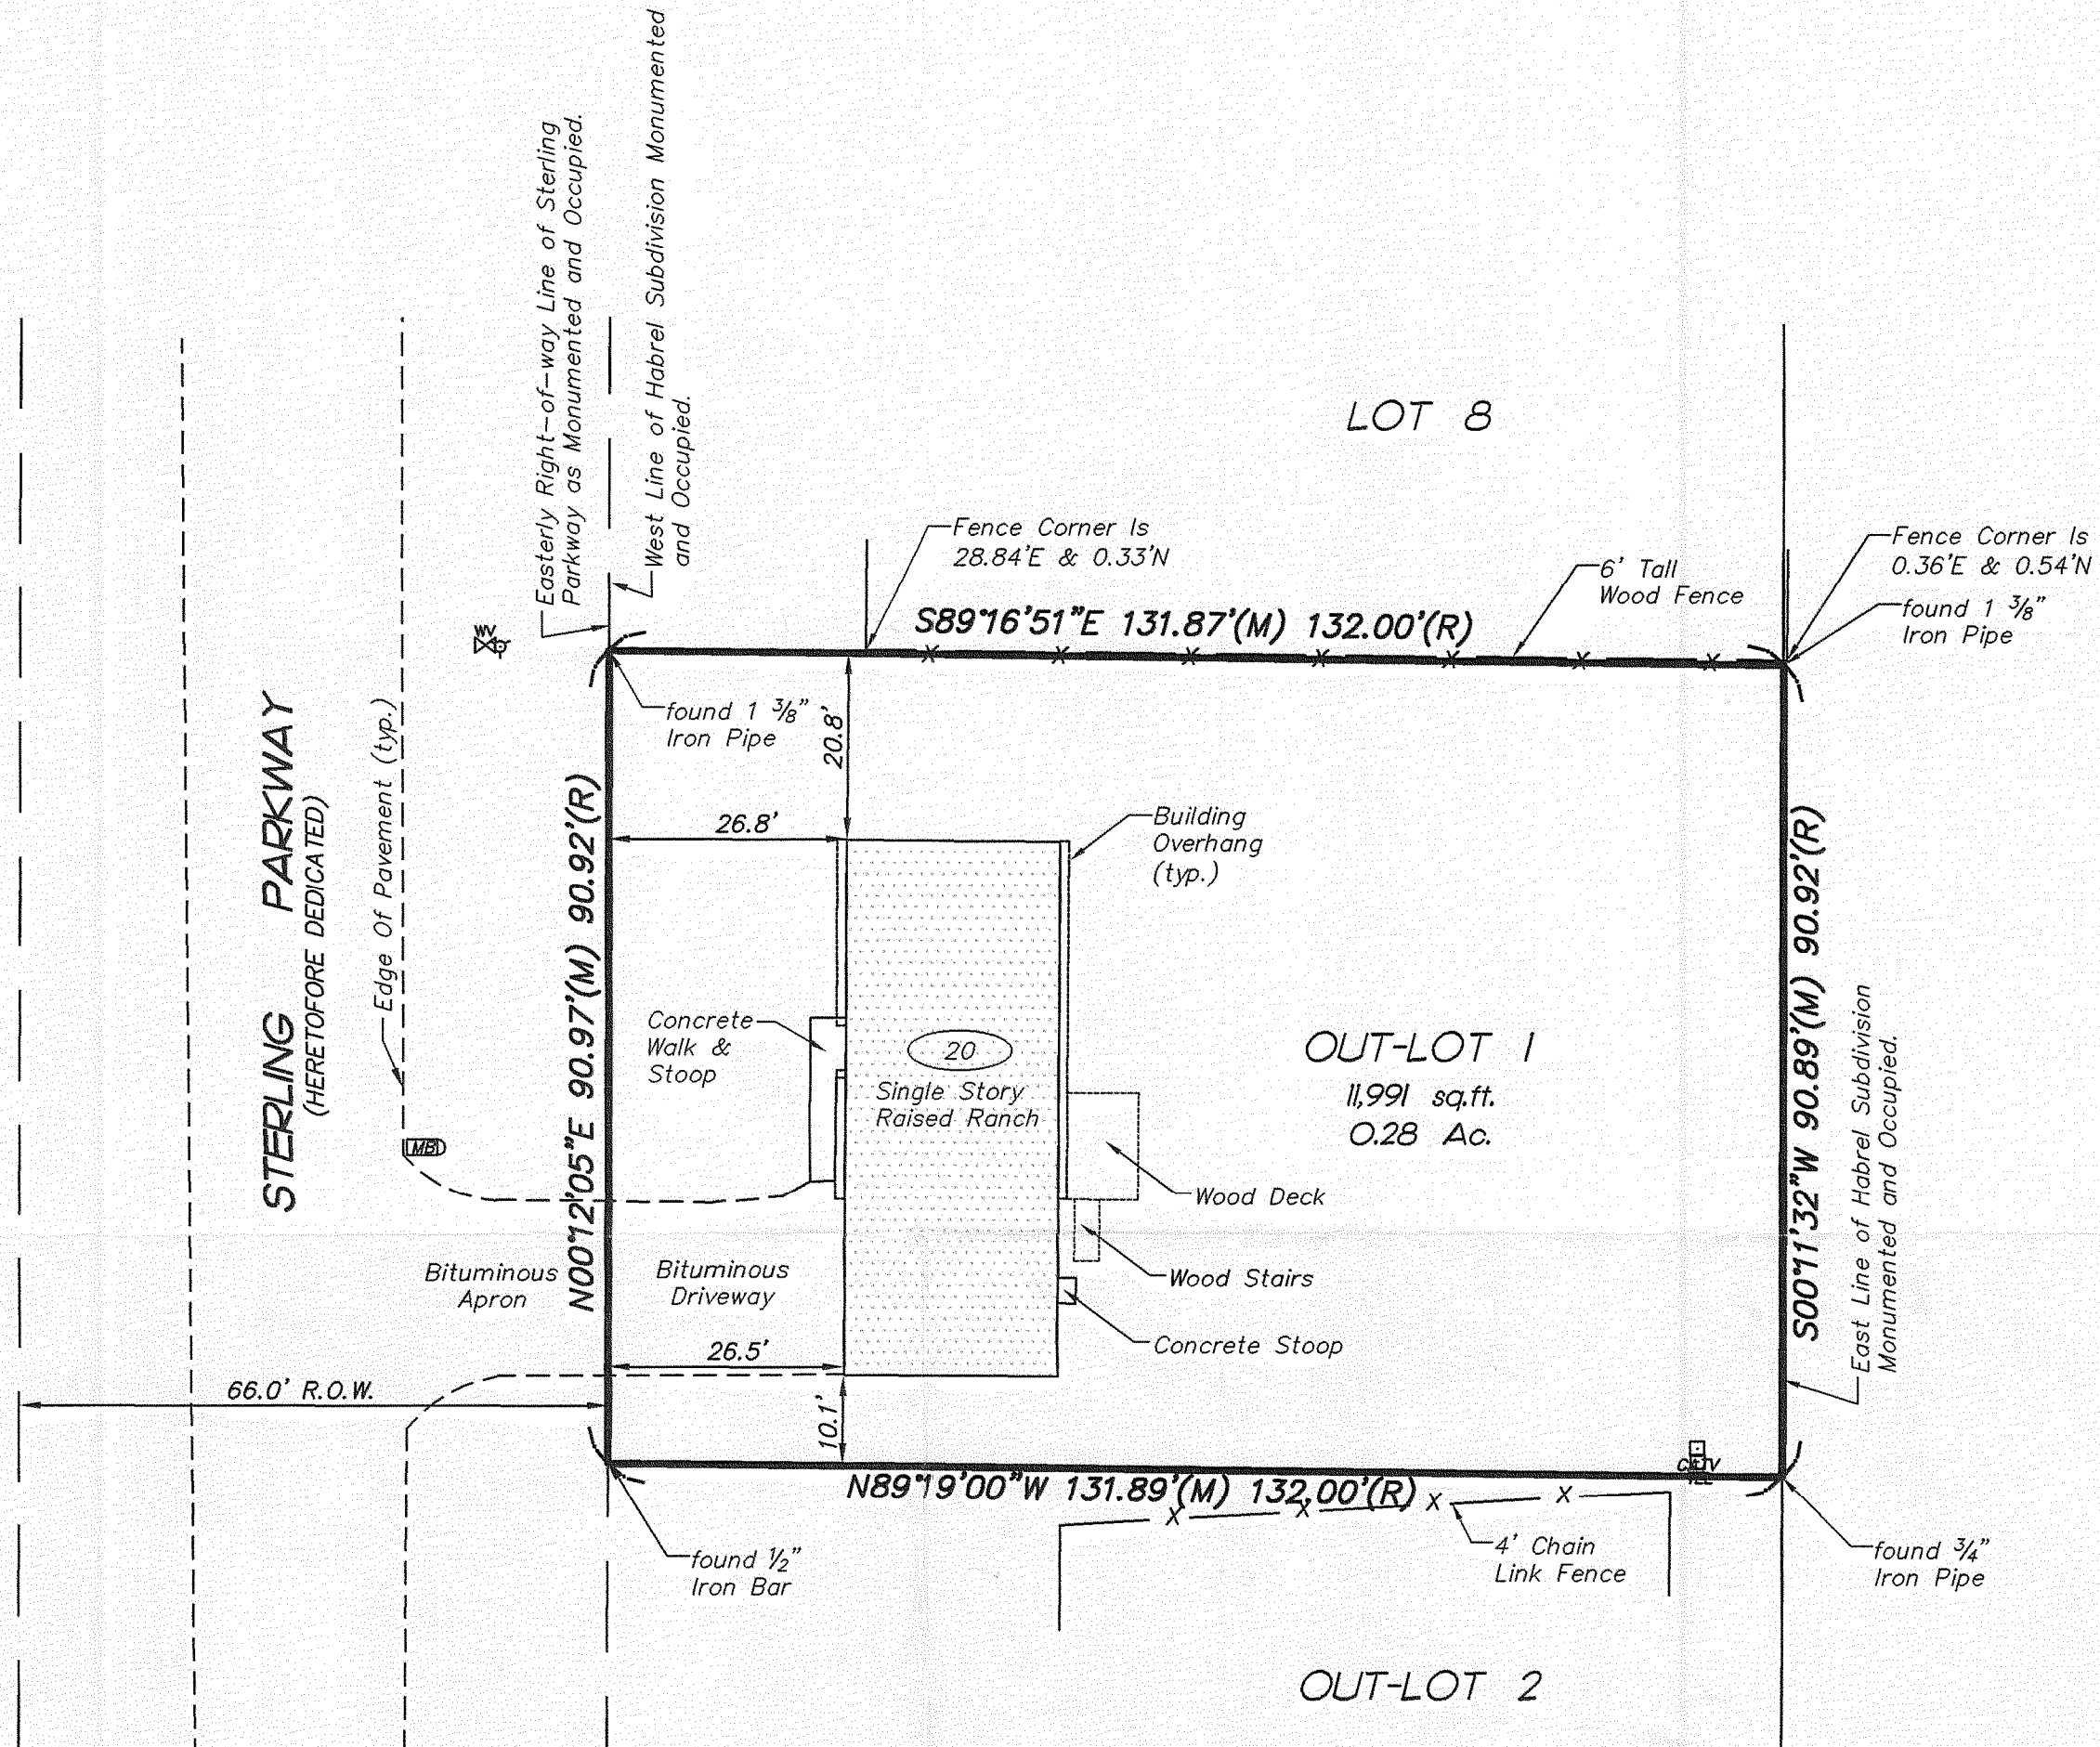 Easterly Right-of-way Line of Sterling
Parkway as Monumented and Occupied.
West Line of Habrel Subdivision Monumented
and Occupied.
LOT 8
Fence Corner Is
28.84'E & 0.33'N
6' Tall
Wood Fence
Fence Corner Is
0.36'E & 0.54'N
found 1 3/8"
Iron Pipe
S89°16'51"E 131.87'(M) 132.00'(R)
WV
found 1 3/8"
Iron Pipe
20.8'
STERLING PARKWAY
(HERETOFORE DEDICATED)
Edge Of Pavement (typ.)
N00°12'05"E 90.97'(M) 90.92'(R)
26.8'
Building
Overhang
(typ.)
S00°11'32"W 90.89'(M) 90.92'(R)
East Line of Habrel Subdivision
Monumented and Occupied.
Concrete
Walk &
Stoop
20
Single Story
Raised Ranch
OUT-LOT 1
11,991 sq.ft.
0.28 Ac.
MB
Wood Deck
Bituminous
Apron
Bituminous
Driveway
Wood Stairs
Concrete Stoop
26.5'
66.0' R.O.W.
10.1'
CATV
TEL
N89°19'00"W 131.89'(M) 132.00'(R)
found 1/2"
Iron Bar
4' Chain
Link Fence
found 3/4"
Iron Pipe
OUT-LOT 2